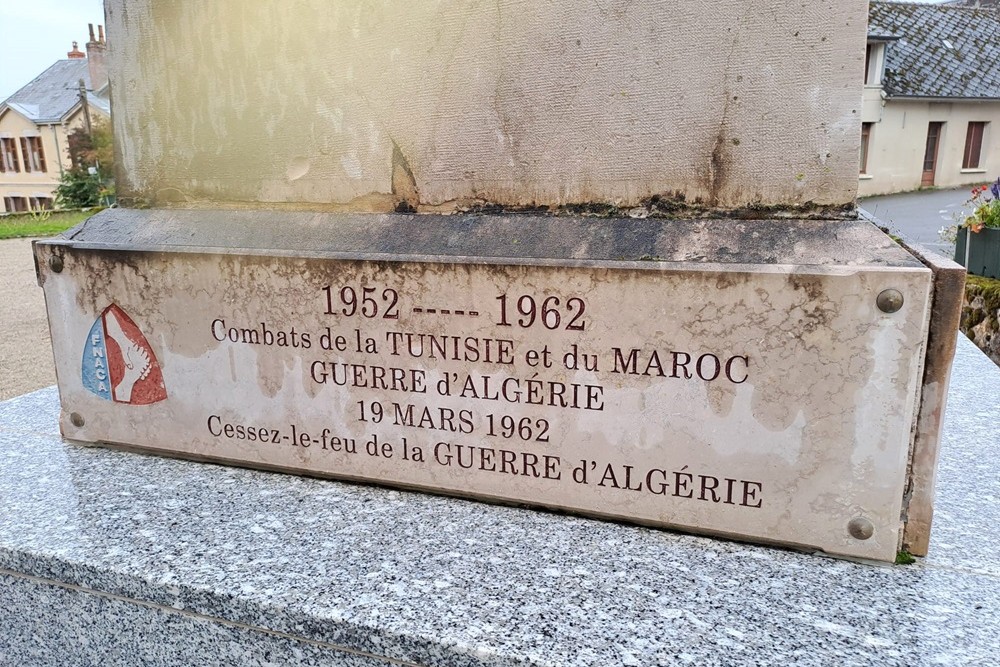 1952 ----- 1962
Combats de la TUNISIE et du MAROC
GUERRE d'ALGÉRIE
19 MARS 1962
Cessez-le-feu de la GUERRE d'ALGÉRIE
FNACA